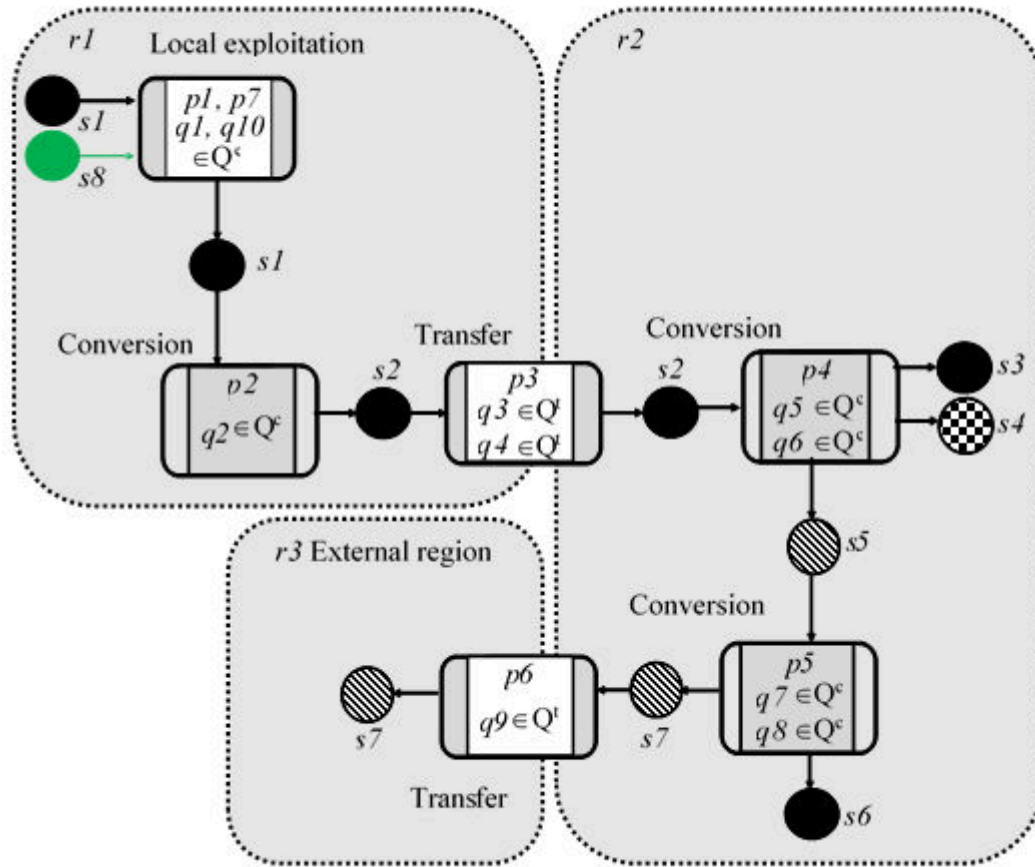 r1
Local exploitation
s1
s8
p1, p7
q1, q10
∈Qᶜ
s1
Conversion
p2
q2 ∈Qᶜ
s2
Transfer
p3
q3 ∈Qᵗ
q4 ∈Qᵗ
r2
Conversion
s2
p4
q5 ∈Qᶜ
q6 ∈Qᶜ
s3
s4
s5
Conversion
p5
q7 ∈Qᶜ
q8 ∈Qᶜ
s6
s7
r3 External region
p6
q9 ∈Qᵗ
s7
Transfer